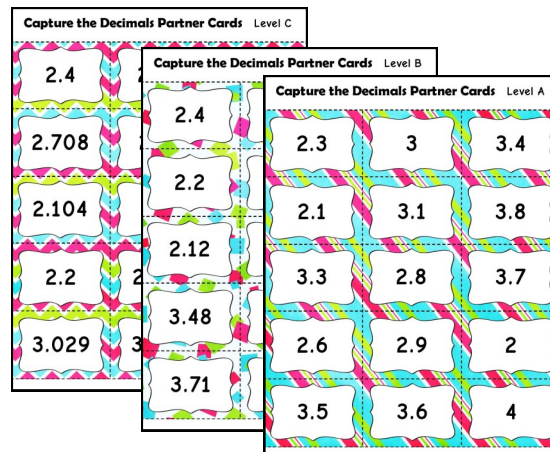 Capture the Decimals Partner Cards Level C
2.4
2.708
2.104
2.2
3.029
Capture the Decimals Partner Cards Level B
2.4
2.2
2.12
3.48
3.71
Capture the Decimals Partner Cards Level A
2.3 3 3.4
2.1 3.1 3.8
3.3 2.8 3.7
2.6 2.9 2
3.5 3.6 4